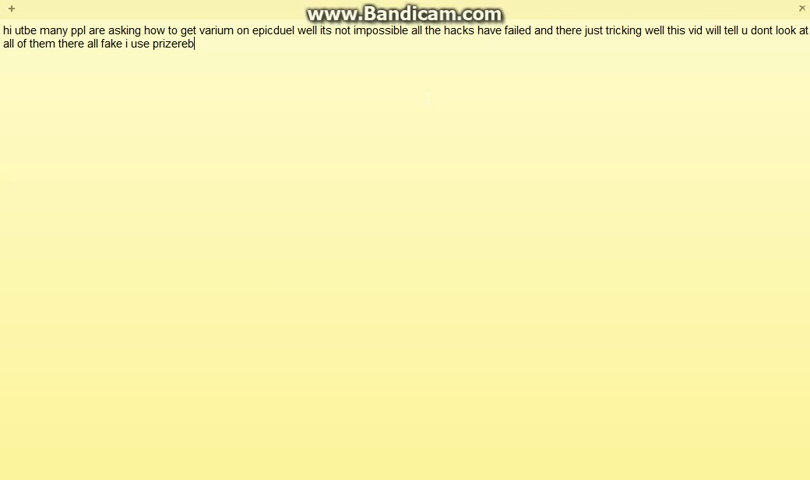 www.Bandicam.com
hi utbe many ppl are asking how to get varium on epicduel well its not impossible all the hacks have failed and there just tricking well this vid will tell u dont look at
all of them there all fake i use prizereb